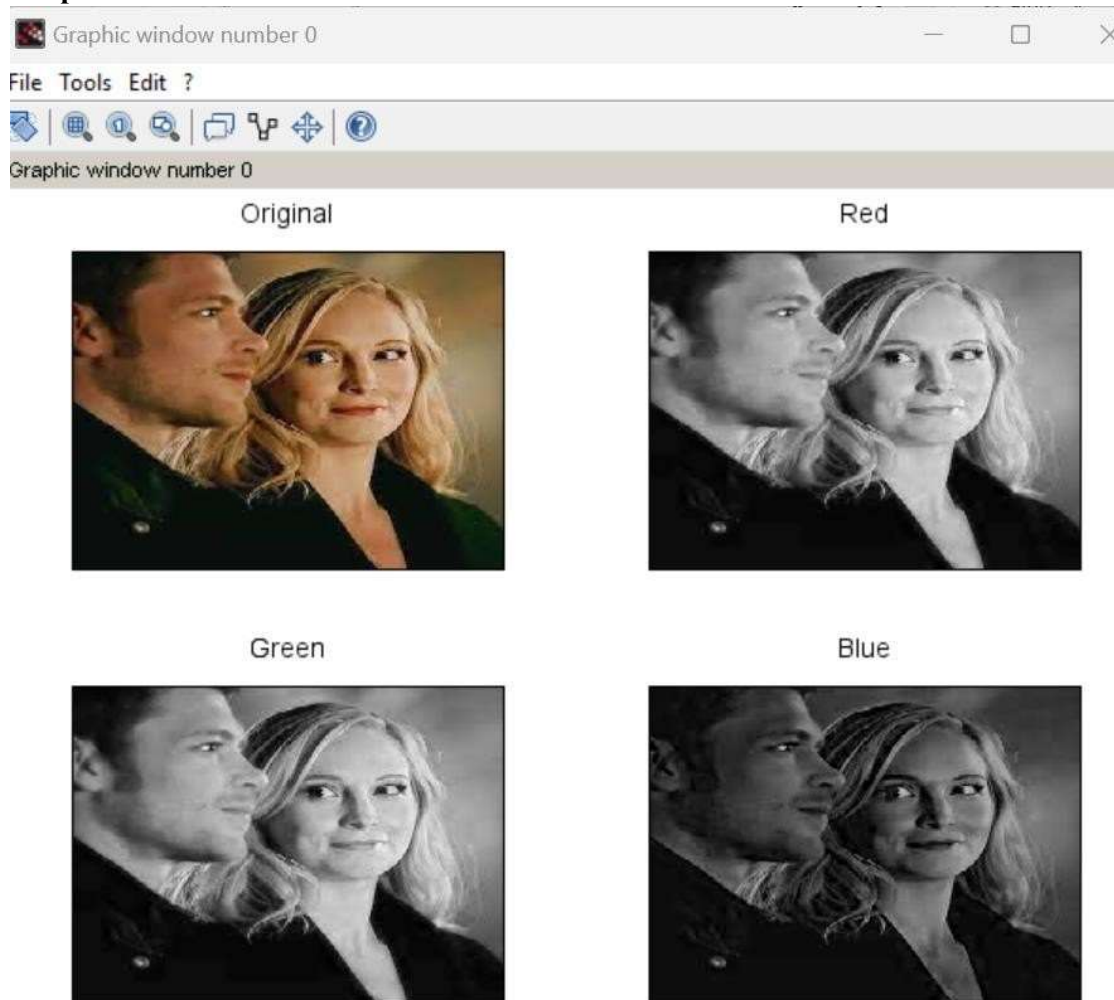 Graphic window number 0
File Tools Edit ?
Graphic window number 0
Original Red
Green Blue